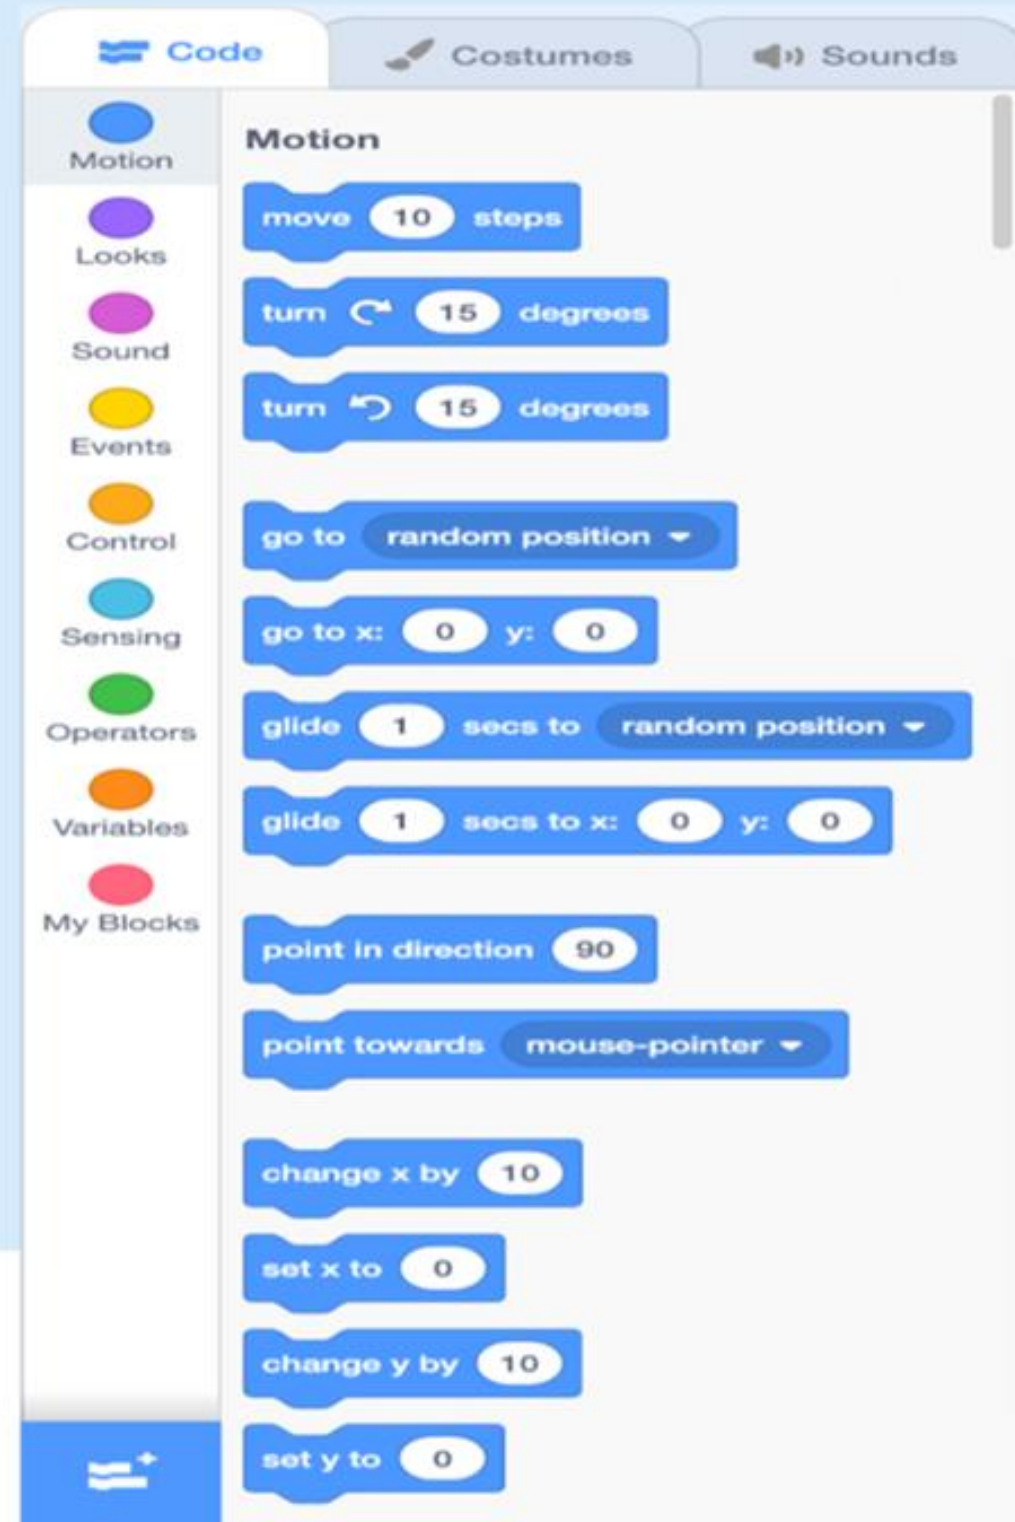 Code Costumes Sounds
Motion
Looks
Sound
Events
Control
Sensing
Operators
Variables
My Blocks
Motion
move 10 steps
turn 15 degrees
turn 15 degrees
go to random position
go to x: 0 y: 0
glide 1 secs to random position
glide 1 secs to x: 0 y: 0
point in direction 90
point towards mouse-pointer
change x by 10
set x to 0
change y by 10
set y to 0